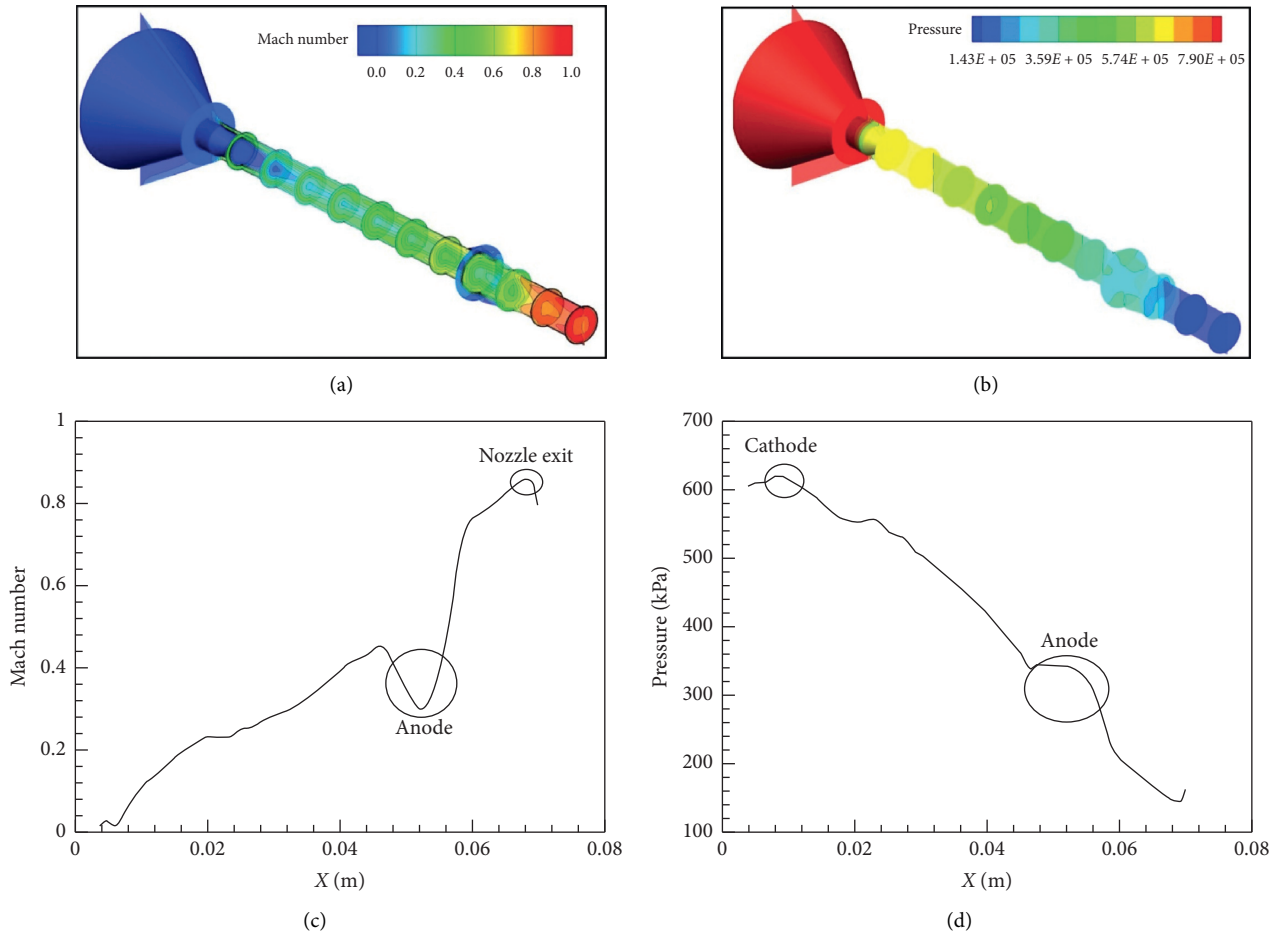 Mach number
0.0 0.2 0.4 0.6 0.8 1.0
(a)
Pressure
1.43E + 05 3.59E + 05 5.74E + 05 7.90E + 05
(b)
Mach number
1
0.8
0.6
0.4
0.2
0
Nozzle exit
Anode
0 0.02 0.04 0.06 0.08
X (m)
(c)
Pressure (kPa)
700
600
500
400
300
200
100
Cathode
Anode
0 0.02 0.04 0.06 0.08
X (m)
(d)